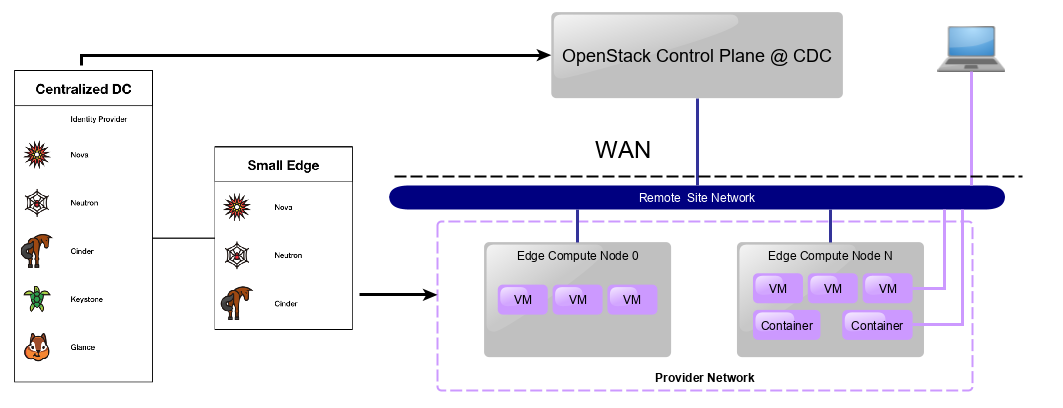 OpenStack Control Plane @ CDC
Centralized DC
Identity Provider
Nova
Neutron
Cinder
Keystone
Glance
Small Edge
Nova
Neutron
Cinder
WAN
Remote Site Network
Edge Compute Node 0
VM VM VM
Edge Compute Node N
VM VM VM
Container Container
Provider Network